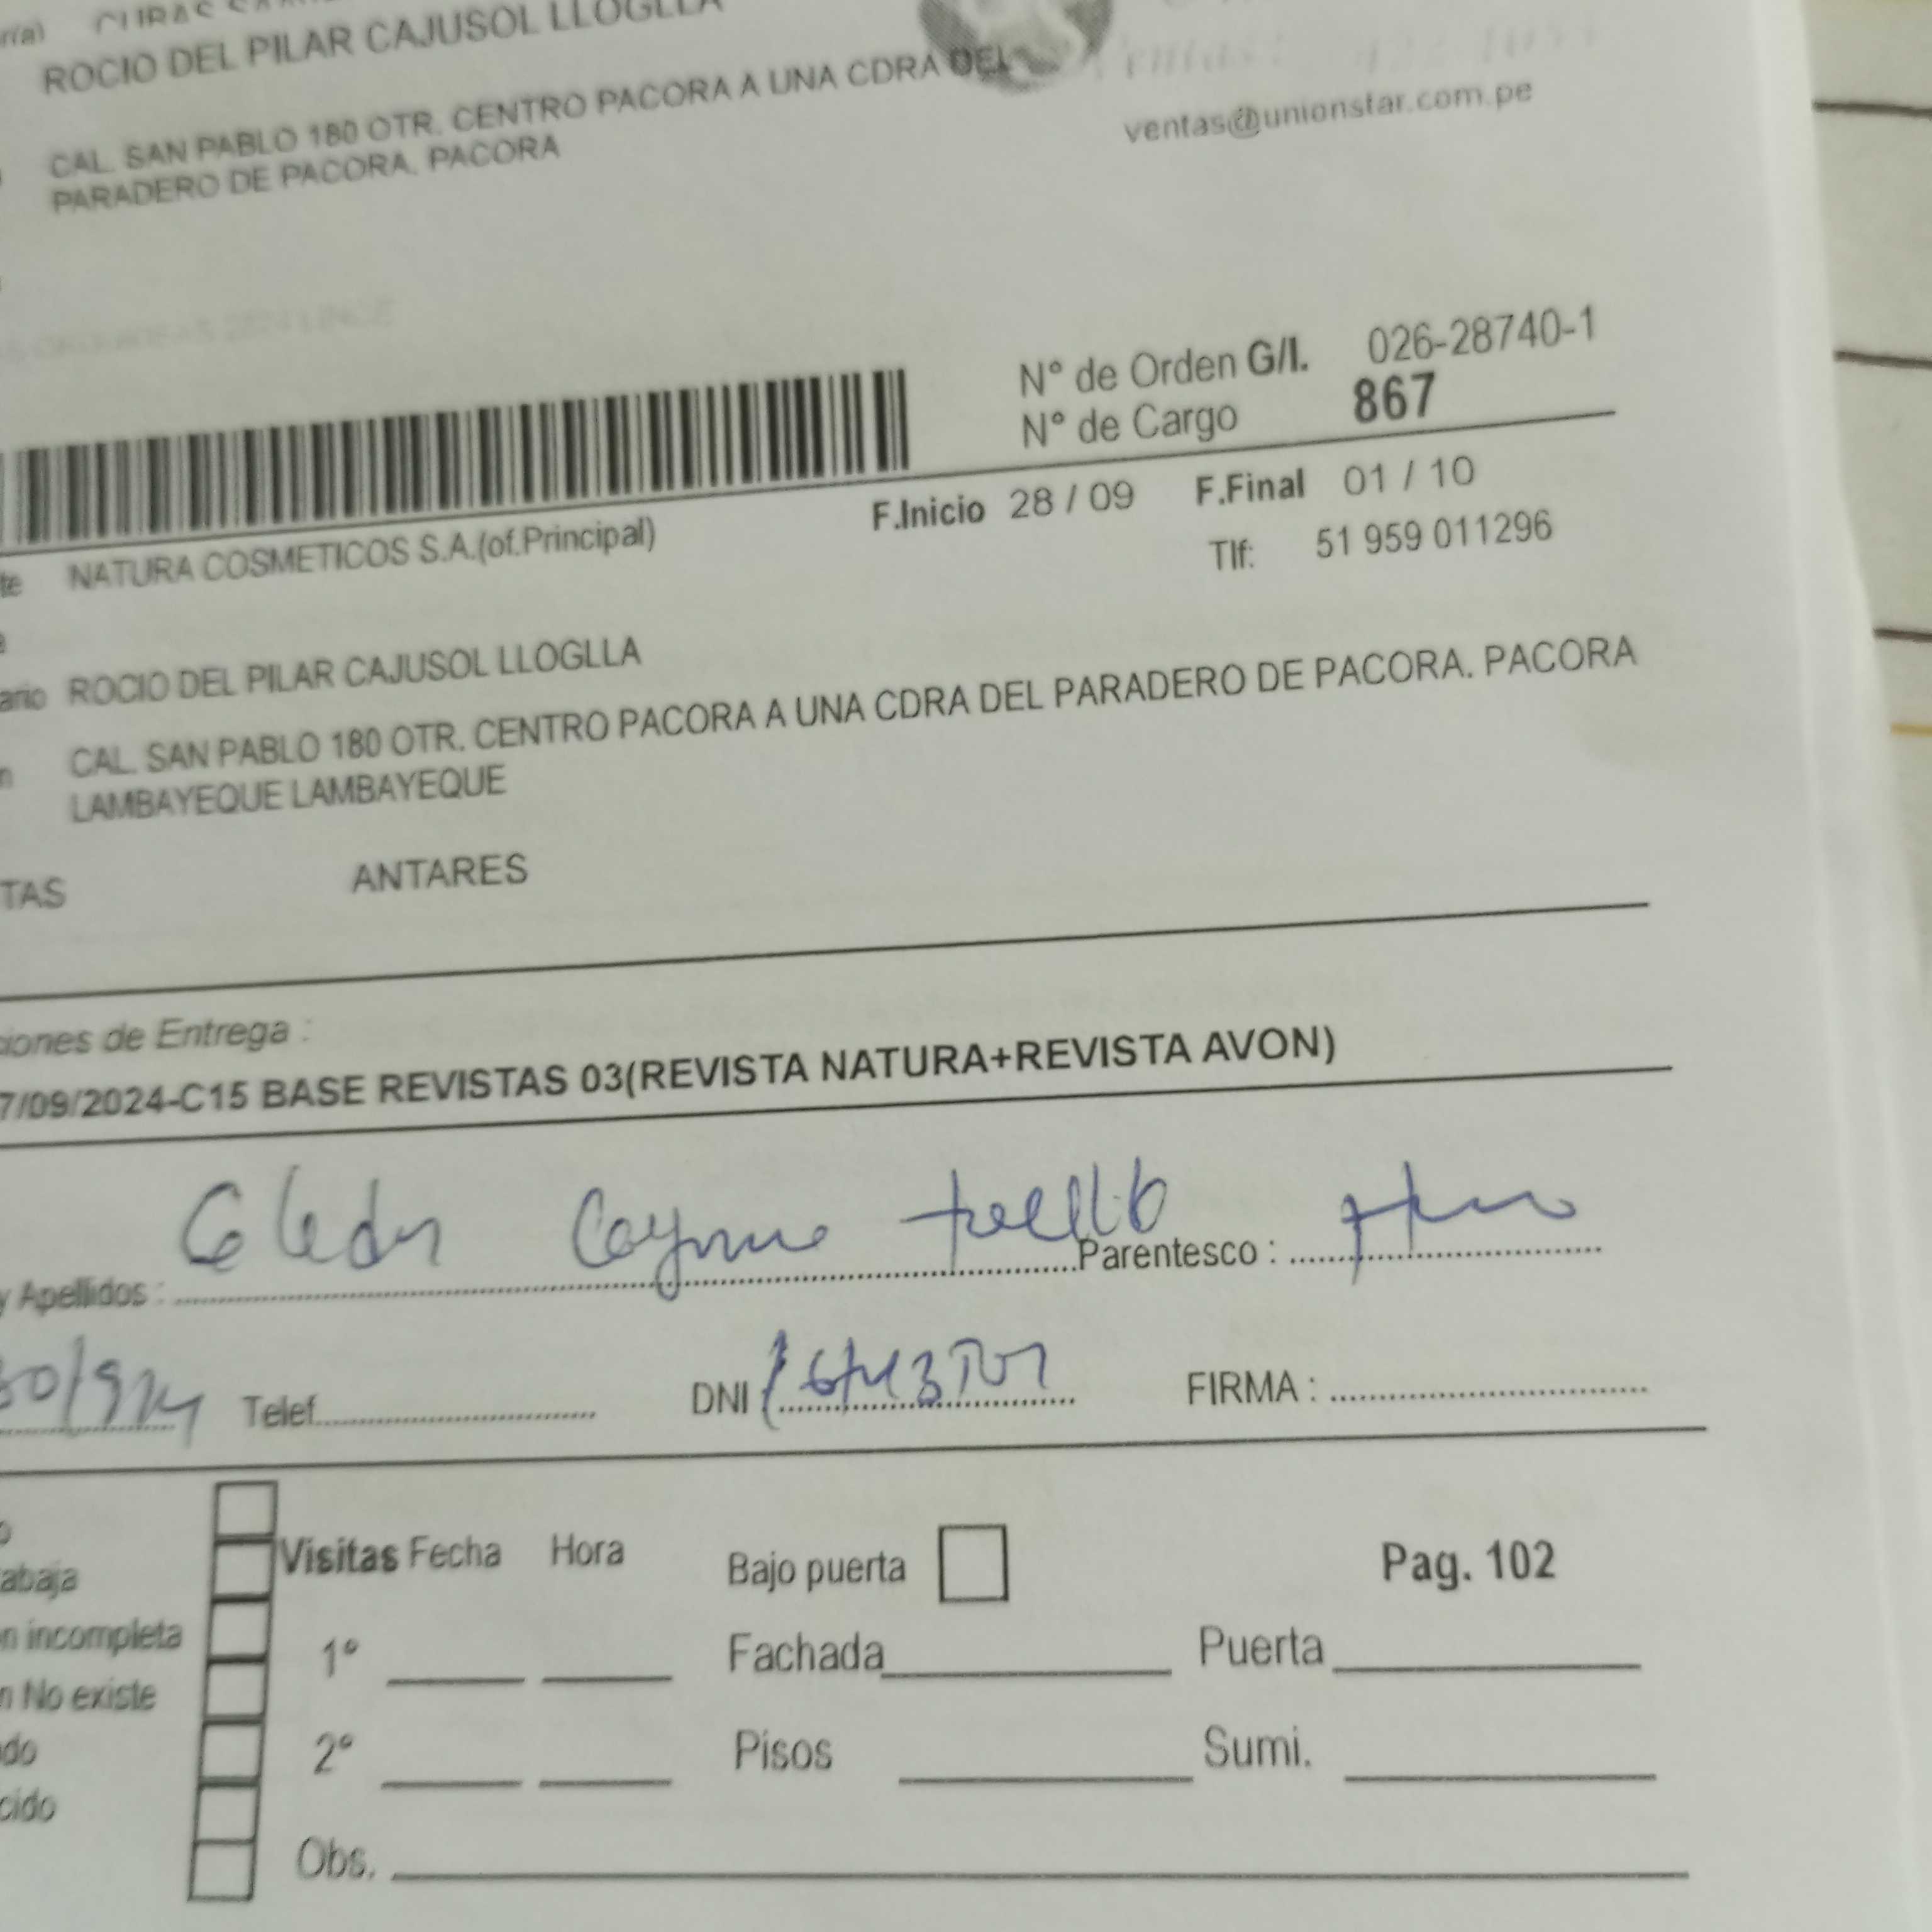 ROCIO DEL PILAR CAJUSOL LLOGLLA
CAL. SAN PABLO 180 OTR. CENTRO PACORA A UNA CDRA DEL
PARADERO DE PACORA. PACORA
ventas@unionstar.com.pe
N° de Orden G/I. 026-28740-1
N° de Cargo 867
F.Inicio 28 / 09 F.Final 01 / 10
NATURA COSMETICOS S.A.(of.Principal)
Tlf: 51 959 011296
ROCIO DEL PILAR CAJUSOL LLOGLLA
CAL. SAN PABLO 180 OTR. CENTRO PACORA A UNA CDRA DEL PARADERO DE PACORA. PACORA
LAMBAYEQUE LAMBAYEQUE
TAS ANTARES
iones de Entrega :
7/09/2024-C15 BASE REVISTAS 03(REVISTA NATURA+REVISTA AVON)
y Apellidos : Parentesco :
Telef. DNI FIRMA :
Visitas Fecha Hora Bajo puerta Pag. 102
abaja
n incompleta
1° Fachada Puerta
n No existe
do
2° Pisos Sumi.
cido
Obs.